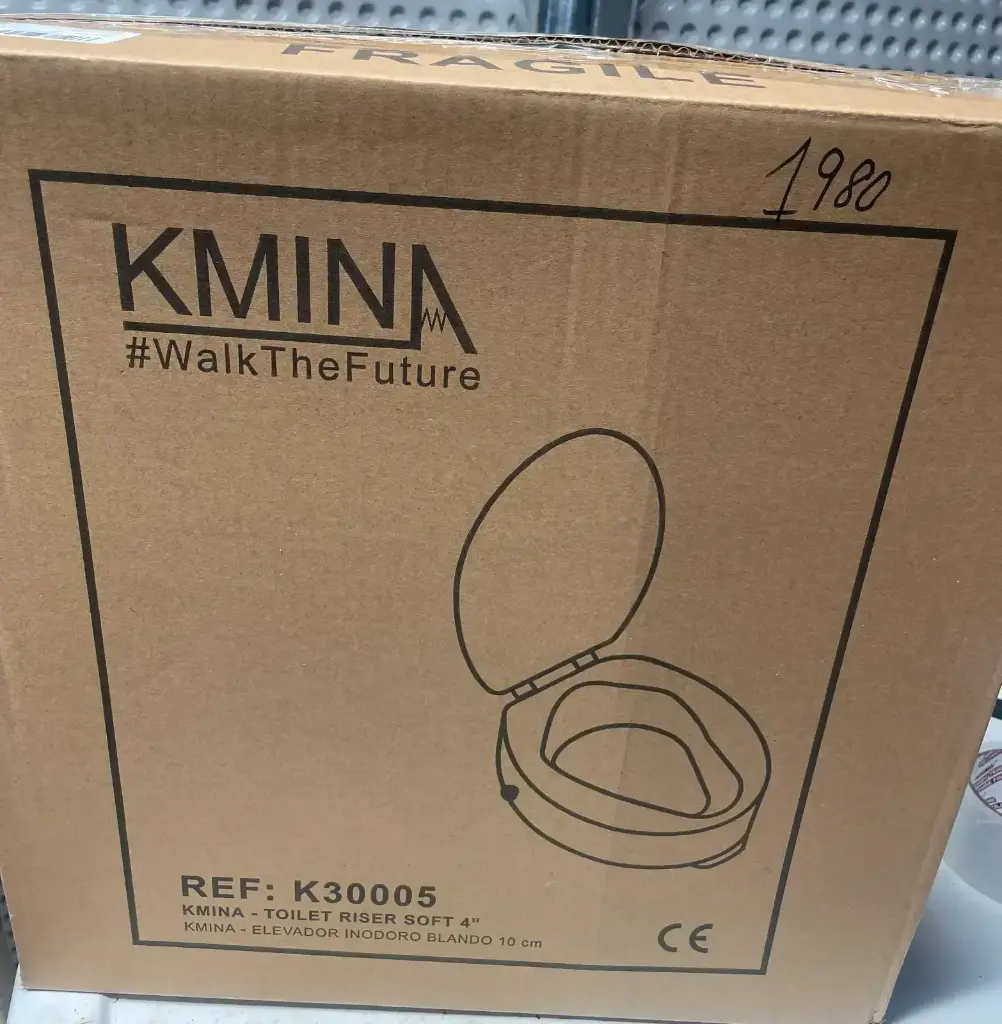 FRAGILE
1980
KMINA
#WalkTheFuture
REF: K30005
KMINA - TOILET RISER SOFT 4"
KMINA - ELEVADOR INODORO BLANDO 10 cm
CE